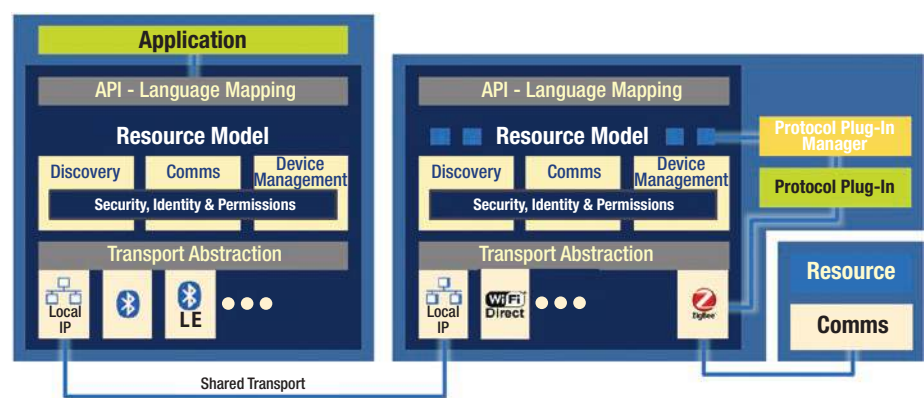 Application
API - Language Mapping
Resource Model
Discovery
Comms
Device
Management
Security, Identity & Permissions
Transport Abstraction
Local
IP
LE
Shared Transport
API - Language Mapping
Resource Model
Discovery
Comms
Device
Management
Security, Identity & Permissions
Transport Abstraction
Local
IP
WiFi
Direct
ZigBee
Protocol Plug-In
Manager
Protocol Plug-In
Resource
Comms